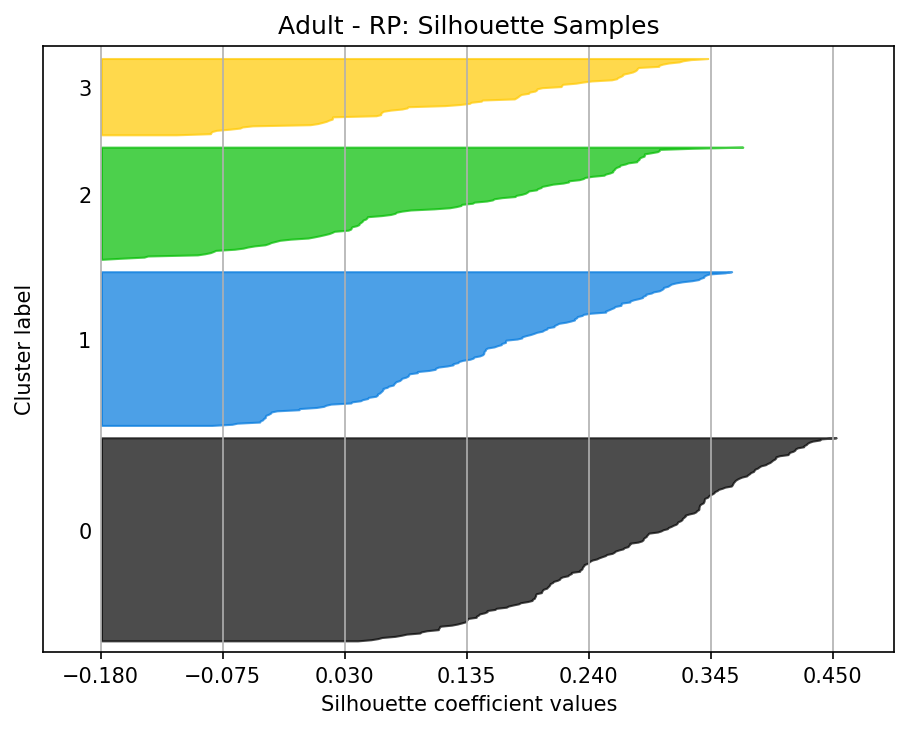 Adult - RP: Silhouette Samples
3
2
1
0
Cluster label
−0.180 −0.075 0.030 0.135 0.240 0.345 0.450
Silhouette coefficient values